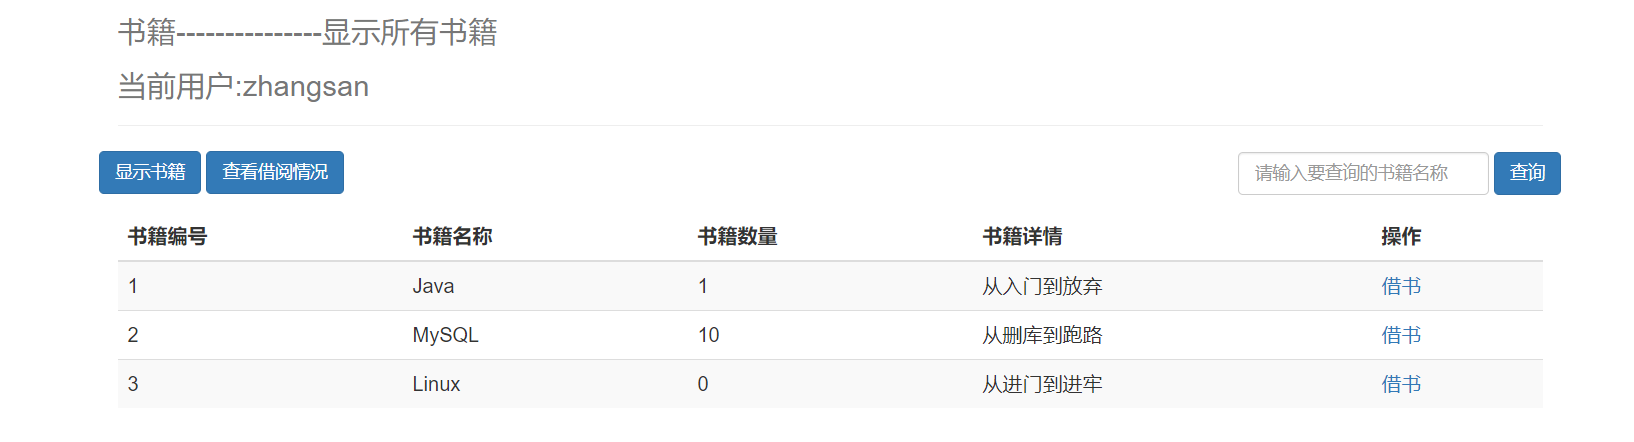 书籍---------------显示所有书籍
当前用户:zhangsan
显示书籍 查看借阅情况 请输入要查询的书籍名称 查询
书籍编号 书籍名称 书籍数量 书籍详情 操作
1 Java 1 从入门到放弃 借书
2 MySQL 10 从删库到跑路 借书
3 Linux 0 从进门到进牢 借书